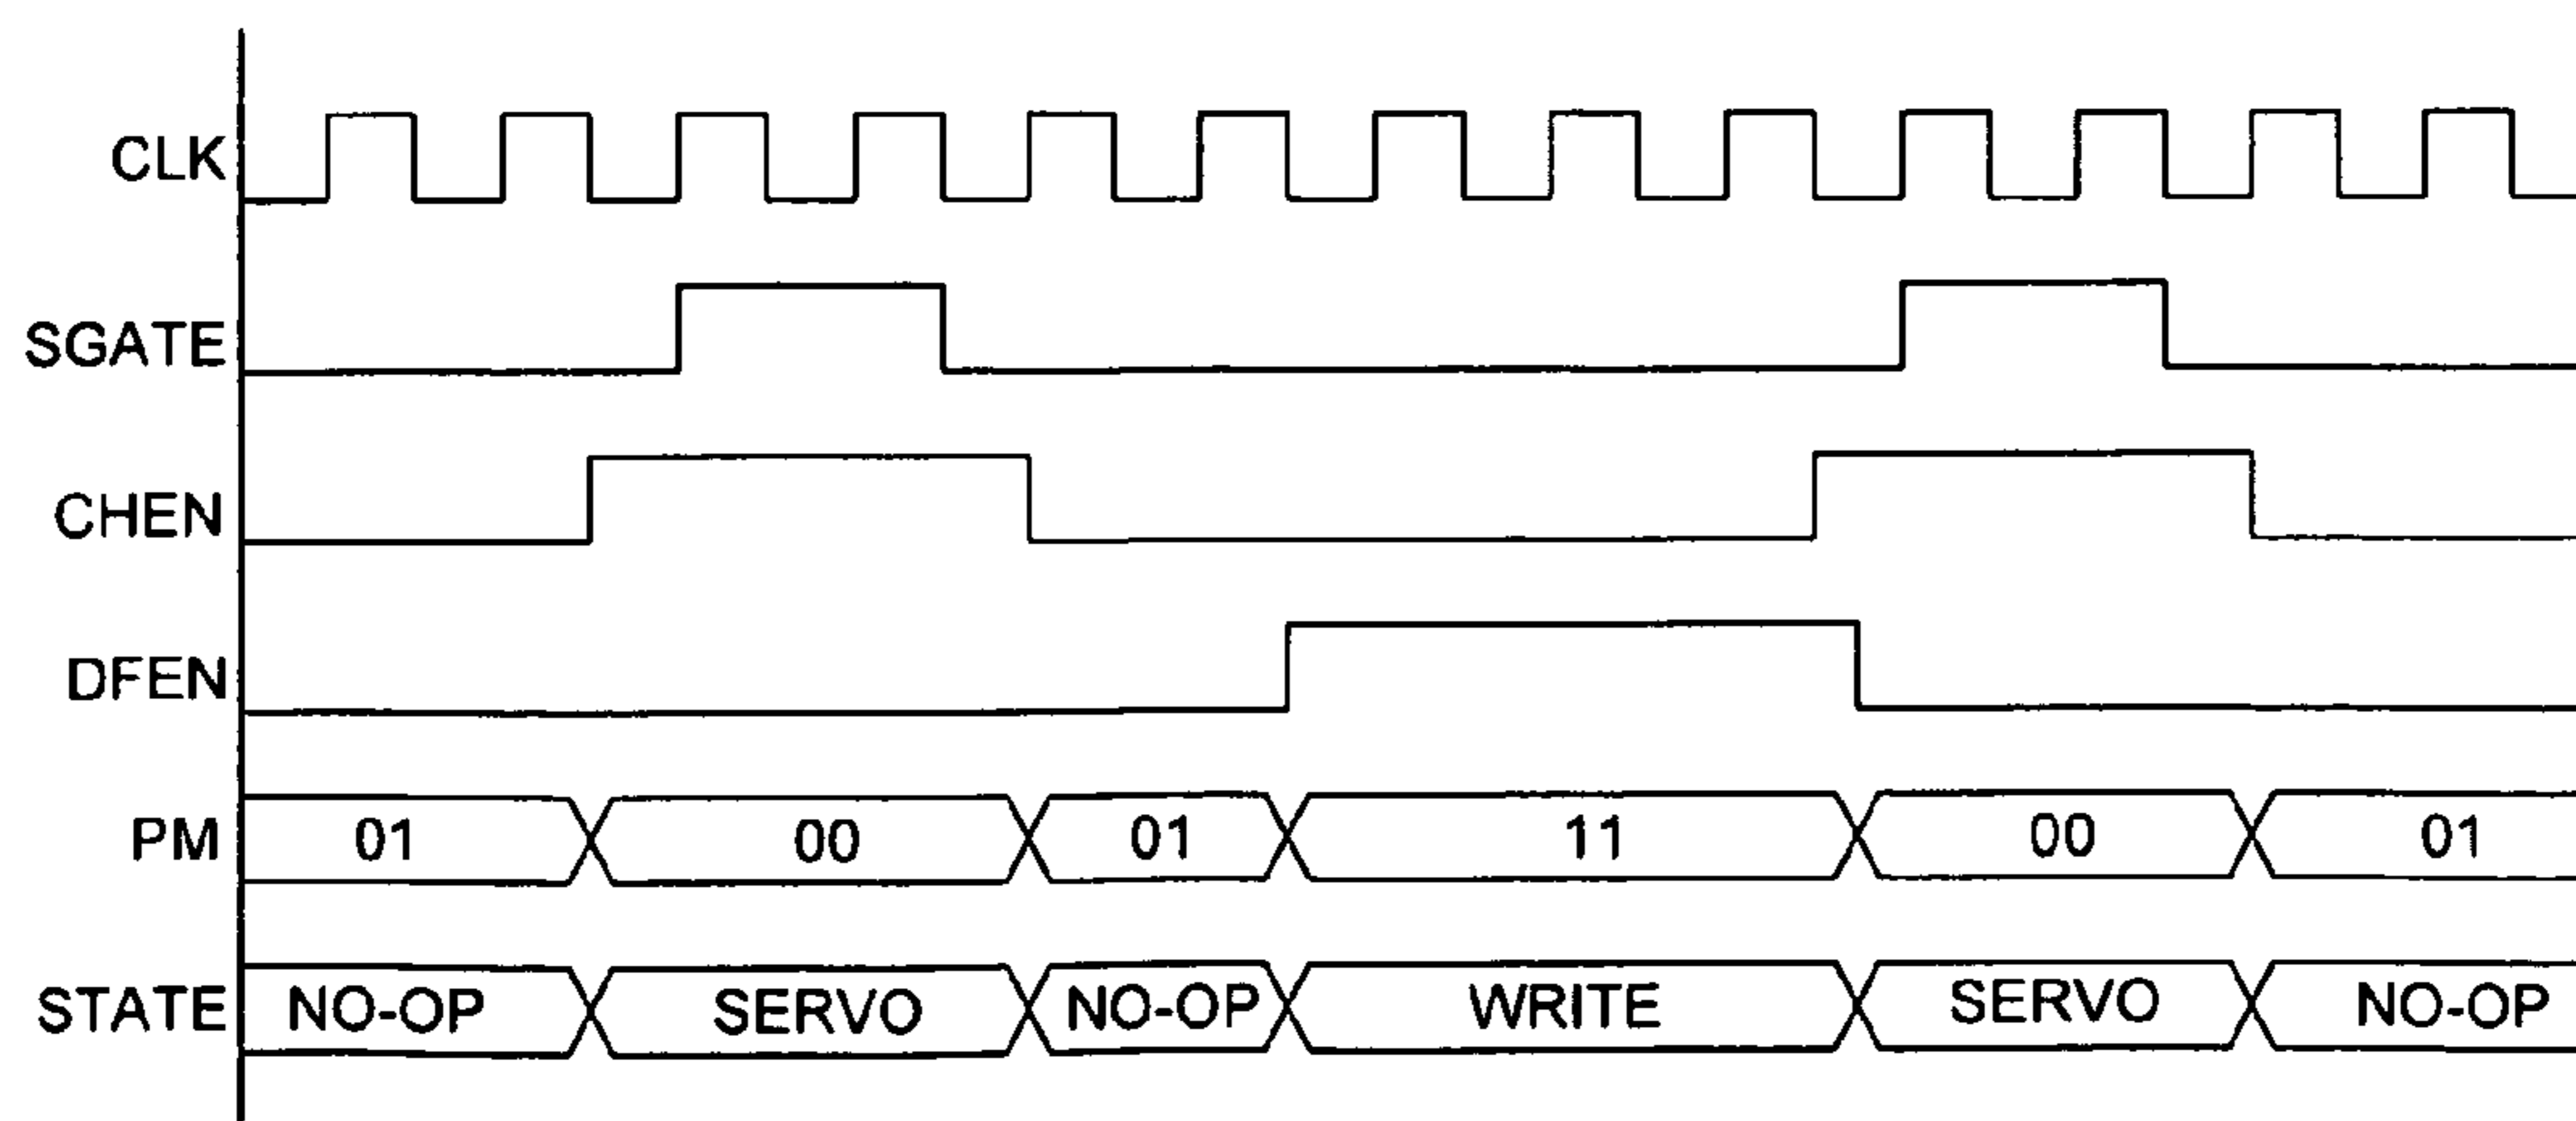 CLK
SGATE
CHEN
DFEN
PM 01 00 01 11 00 01
STATE NO-OP SERVO NO-OP WRITE SERVO NO-OP